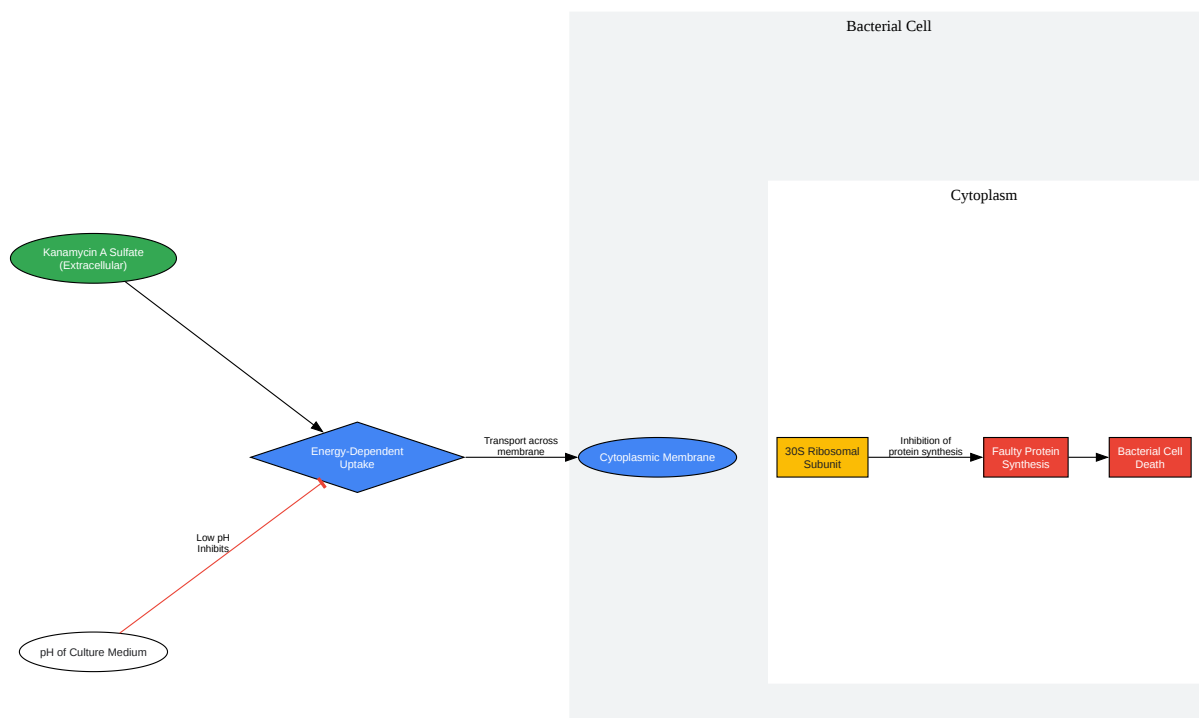 Bacterial Cell
Cytoplasm
Kanamycin A Sulfate
(Extracellular)
Energy-Dependent
Uptake
Transport across
membrane
Cytoplasmic Membrane
30S Ribosomal
Subunit
Inhibition of
protein synthesis
Faulty Protein
Synthesis
Bacterial Cell
Death
Low pH
Inhibits
pH of Culture Medium